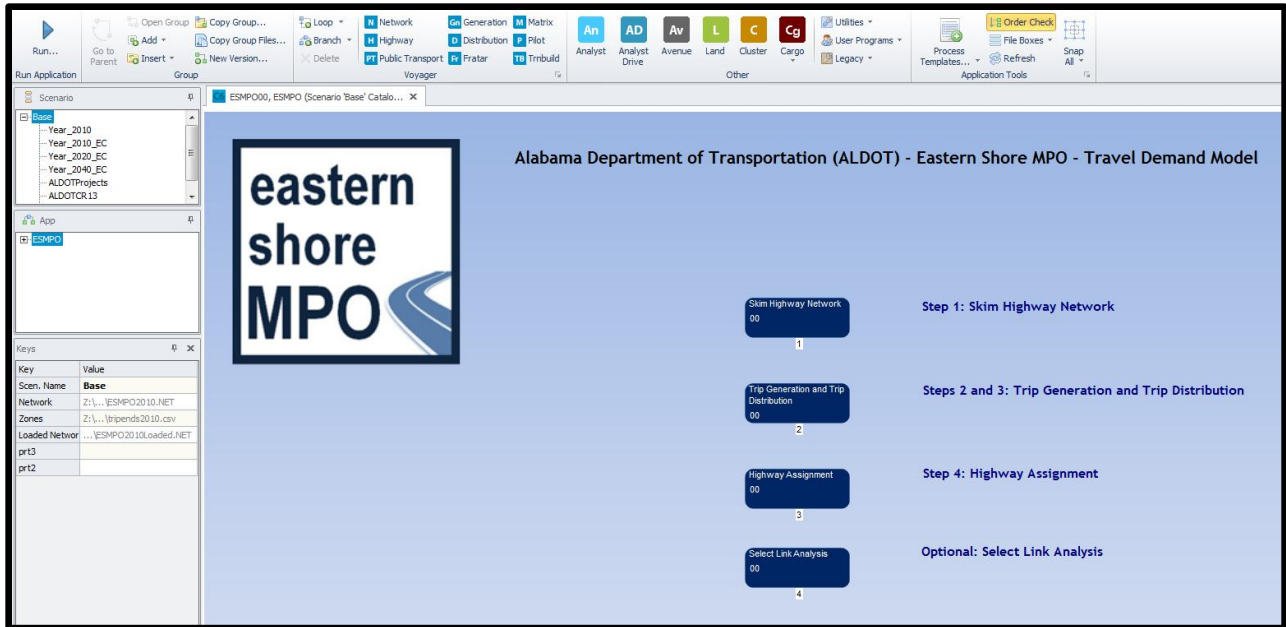 Run...
Run Application
Go to Parent
Open Group
Add
Insert
Copy Group...
Copy Group Files...
New Version...
Group
Loop
Branch
Delete
N Network
H Highway
PT Public Transport
Gn Generation
D Distribution
Fr Fratar
M Matrix
P Pilot
TB Trnbuild
Voyager
An
Analyst
AD
Analyst Drive
Av
Avenue
L
Land
C
Cluster
Cg
Cargo
Utilities
User Programs
Legacy
Other
Process Templates...
Order Check
File Boxes
Refresh
Snap All
Application Tools
Scenario
Base
Year_2010
Year_2010_EC
Year_2020_EC
Year_2040_EC
ALDOTProjects
ALDOTCR13
App
ESMPO
Keys
Key Value
Scen. Name Base
Network Z:\...\ESMPO2010.NET
Zones Z:\...\tripends2010.csv
Loaded Networ ...\ESMPO2010Loaded.NET
prt3
prt2
C6 ESMPO00, ESMPO (Scenario 'Base' Catalo...
eastern
shore
MPO
Alabama Department of Transportation (ALDOT) - Eastern Shore MPO - Travel Demand Model
Skim Highway Network
00
1
Step 1: Skim Highway Network
Trip Generation and Trip
Distribution
00
2
Steps 2 and 3: Trip Generation and Trip Distribution
Highway Assignment
00
3
Step 4: Highway Assignment
Select Link Analysis
00
4
Optional: Select Link Analysis